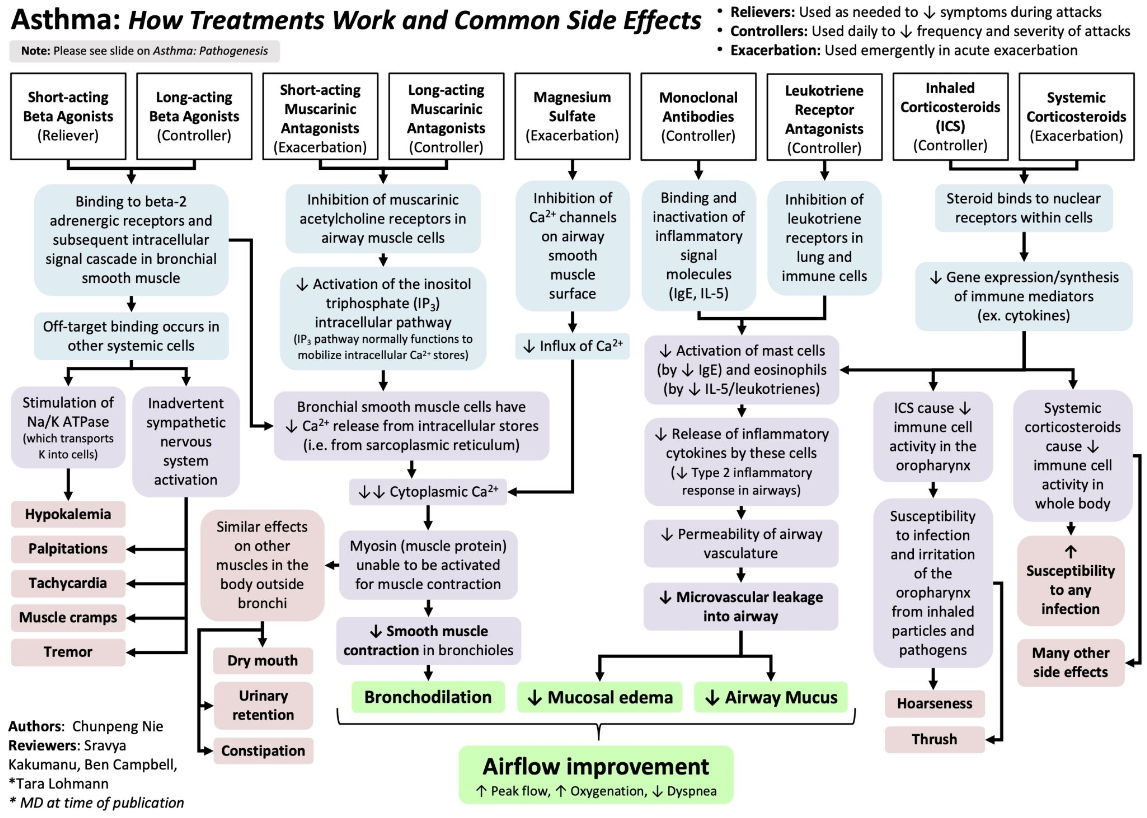 Asthma: How Treatments Work and Common Side Effects
Note: Please see slide on Asthma: Pathogenesis
• Relievers: Used as needed to ↓ symptoms during attacks
• Controllers: Used daily to ↓ frequency and severity of attacks
• Exacerbation: Used emergently in acute exacerbation
Short-acting
Beta Agonists
(Reliever)
Long-acting
Beta Agonists
(Controller)
Short-acting
Muscarinic
Antagonists
(Exacerbation)
Long-acting
Muscarinic
Antagonists
(Controller)
Magnesium
Sulfate
(Exacerbation)
Monoclonal
Antibodies
(Controller)
Leukotriene
Receptor
Antagonists
(Controller)
Inhaled
Corticosteroids
(ICS)
(Controller)
Systemic
Corticosteroids
(Exacerbation)
Binding to beta-2
adrenergic receptors and
subsequent intracellular
signal cascade in bronchial
smooth muscle
Off-target binding occurs in
other systemic cells
Stimulation of
Na/K ATPase
(which transports
K into cells)
Inadvertent
sympathetic
nervous
system
activation
Hypokalemia
Palpitations
Tachycardia
Muscle cramps
Tremor
Inhibition of muscarinic
acetylcholine receptors in
airway muscle cells
↓ Activation of the inositol
triphosphate (IP₃)
intracellular pathway
(IP₃ pathway normally functions to
mobilize intracellular Ca²⁺ stores)
Bronchial smooth muscle cells have
↓ Ca²⁺ release from intracellular stores
(i.e. from sarcoplasmic reticulum)
↓↓ Cytoplasmic Ca²⁺
Myosin (muscle protein)
unable to be activated
for muscle contraction
Similar effects
on other
muscles in the
body outside
bronchi
Dry mouth
Urinary
retention
Constipation
↓ Smooth muscle
contraction in bronchioles
Bronchodilation
Inhibition of
Ca²⁺ channels
on airway
smooth
muscle
surface
↓ Influx of Ca²⁺
Binding and
inactivation of
inflammatory
signal
molecules
(IgE, IL-5)
Inhibition of
leukotriene
receptors in
lung and
immune cells
↓ Activation of mast cells
(by ↓ IgE) and eosinophils
(by ↓ IL-5/leukotrienes)
↓ Release of inflammatory
cytokines by these cells
(↓ Type 2 inflammatory
response in airways)
↓ Permeability of airway
vasculature
↓ Microvascular leakage
into airway
↓ Mucosal edema
↓ Airway Mucus
Steroid binds to nuclear
receptors within cells
↓ Gene expression/synthesis
of immune mediators
(ex. cytokines)
ICS cause ↓
immune cell
activity in the
oropharynx
Susceptibility
to infection
and irritation
of the
oropharynx
from inhaled
particles and
pathogens
Hoarseness
Thrush
Systemic
corticosteroids
cause ↓
immune cell
activity in
whole body
↑
Susceptibility
to any
infection
Many other
side effects
Airflow improvement
↑ Peak flow, ↑ Oxygenation, ↓ Dyspnea
Authors: Chunpeng Nie
Reviewers: Sravya
Kakumanu, Ben Campbell,
*Tara Lohmann
* MD at time of publication